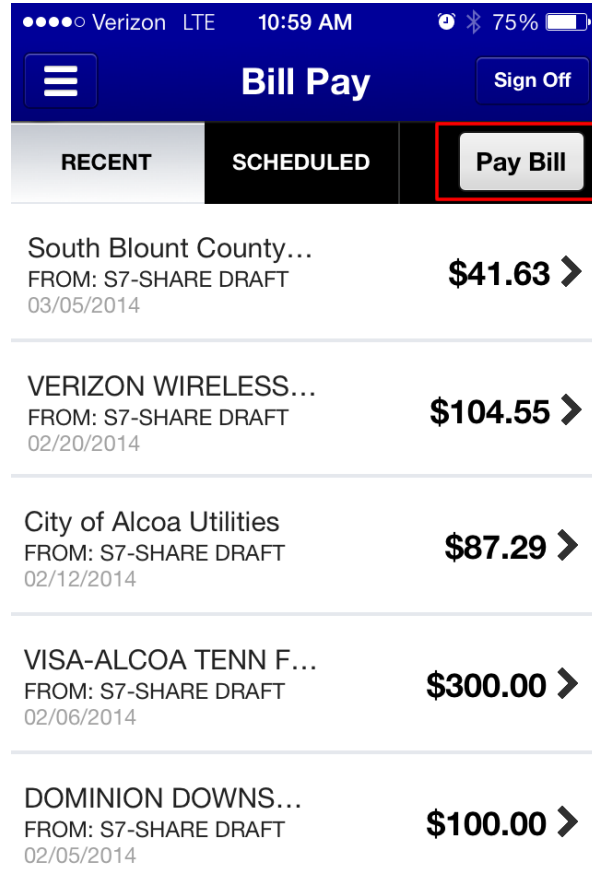 Verizon LTE 10:59 AM 75%
Bill Pay Sign Off
RECENT SCHEDULED Pay Bill
South Blount County...
FROM: S7-SHARE DRAFT $41.63
03/05/2014
VERIZON WIRELESS...
FROM: S7-SHARE DRAFT $104.55
02/20/2014
City of Alcoa Utilities
FROM: S7-SHARE DRAFT $87.29
02/12/2014
VISA-ALCOA TENN F...
FROM: S7-SHARE DRAFT $300.00
02/06/2014
DOMINION DOWNS...
FROM: S7-SHARE DRAFT $100.00
02/05/2014